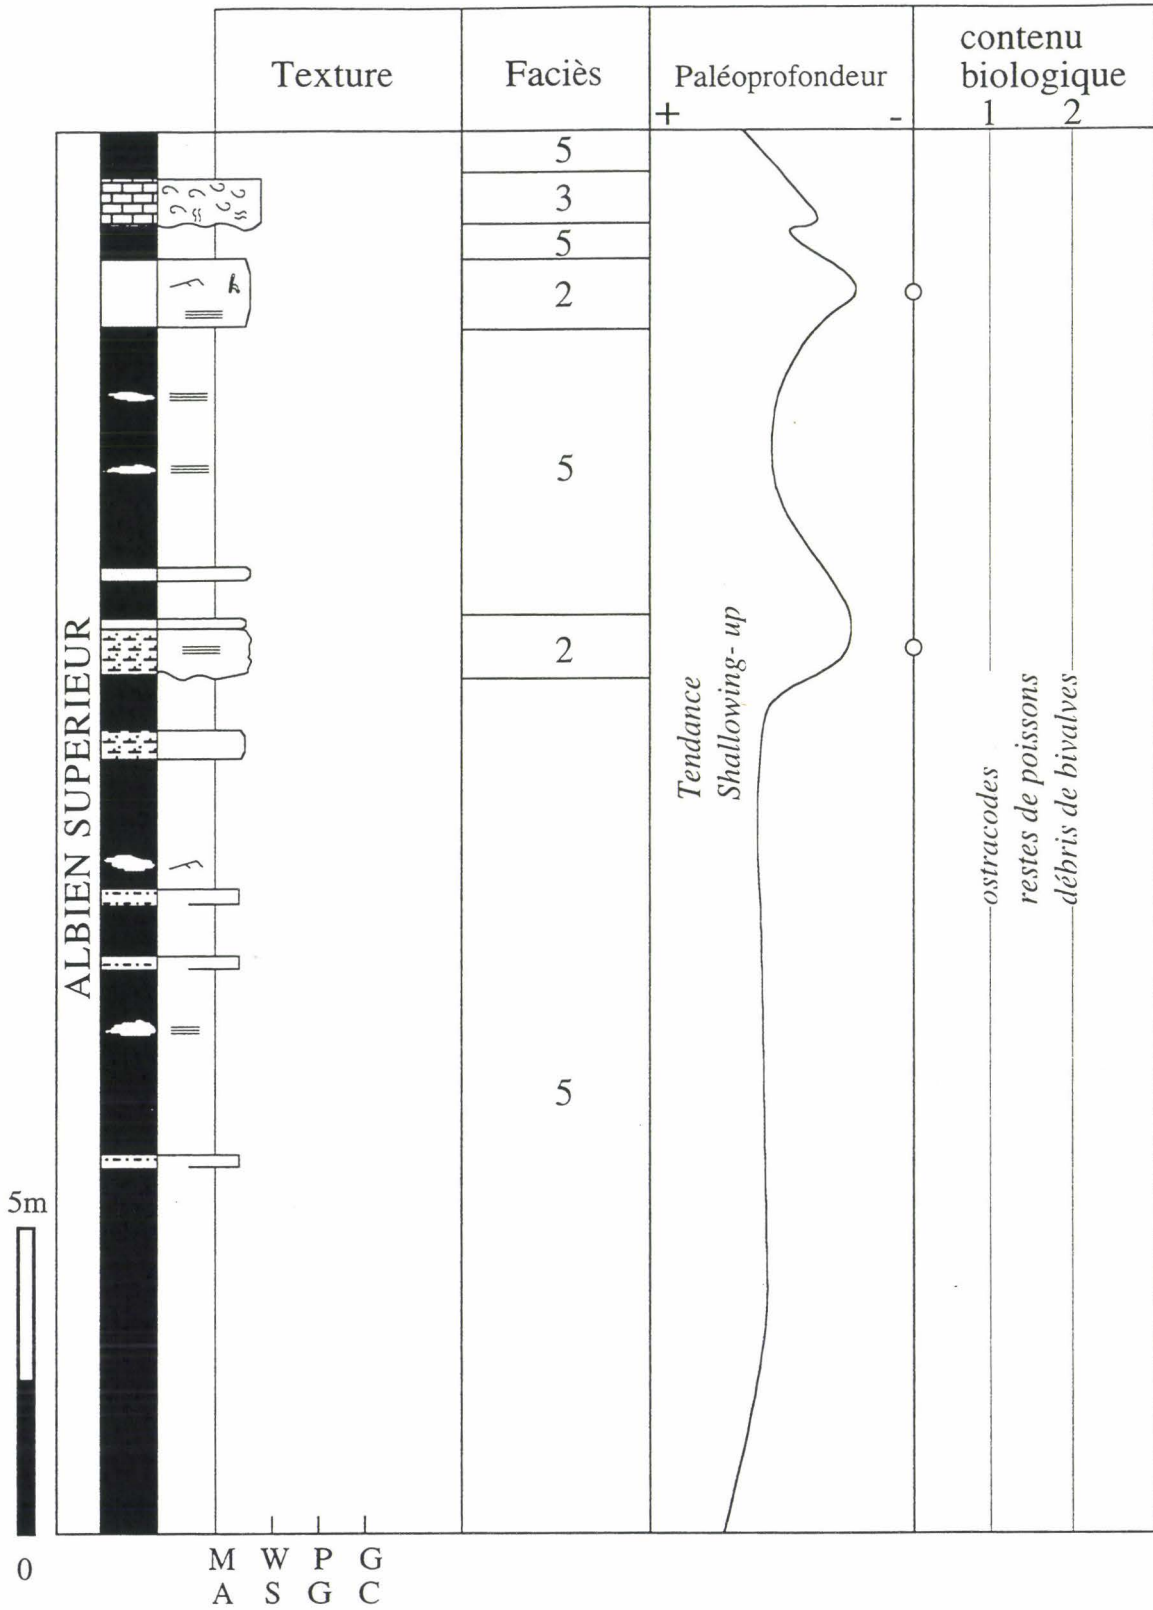 Texture
Faciès
Paléoprofondeur
+ -
contenu
biologique
1 2
5
3
5
2
5
2
5
ALBIEN SUPERIEUR
Tendance
Shallowing- up
ostracodes
restes de poissons
débris de bivalves
5m
0
M W P G
A S G C